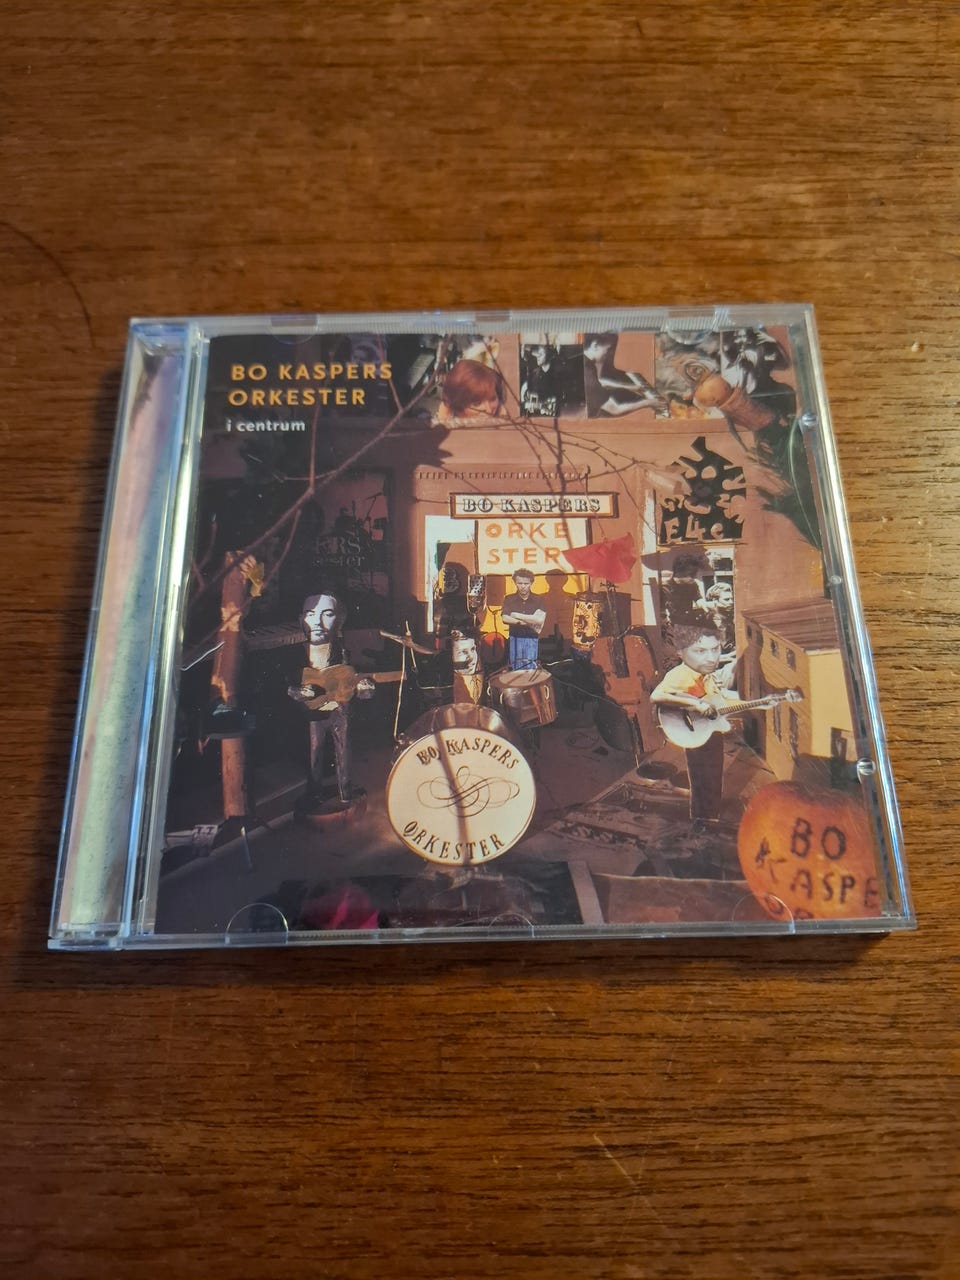 BO KASPERS
ORKESTER
i centrum
BO KASPERS
ORKE
STER
BO KASPERS
ORKESTER
BO
KASPE